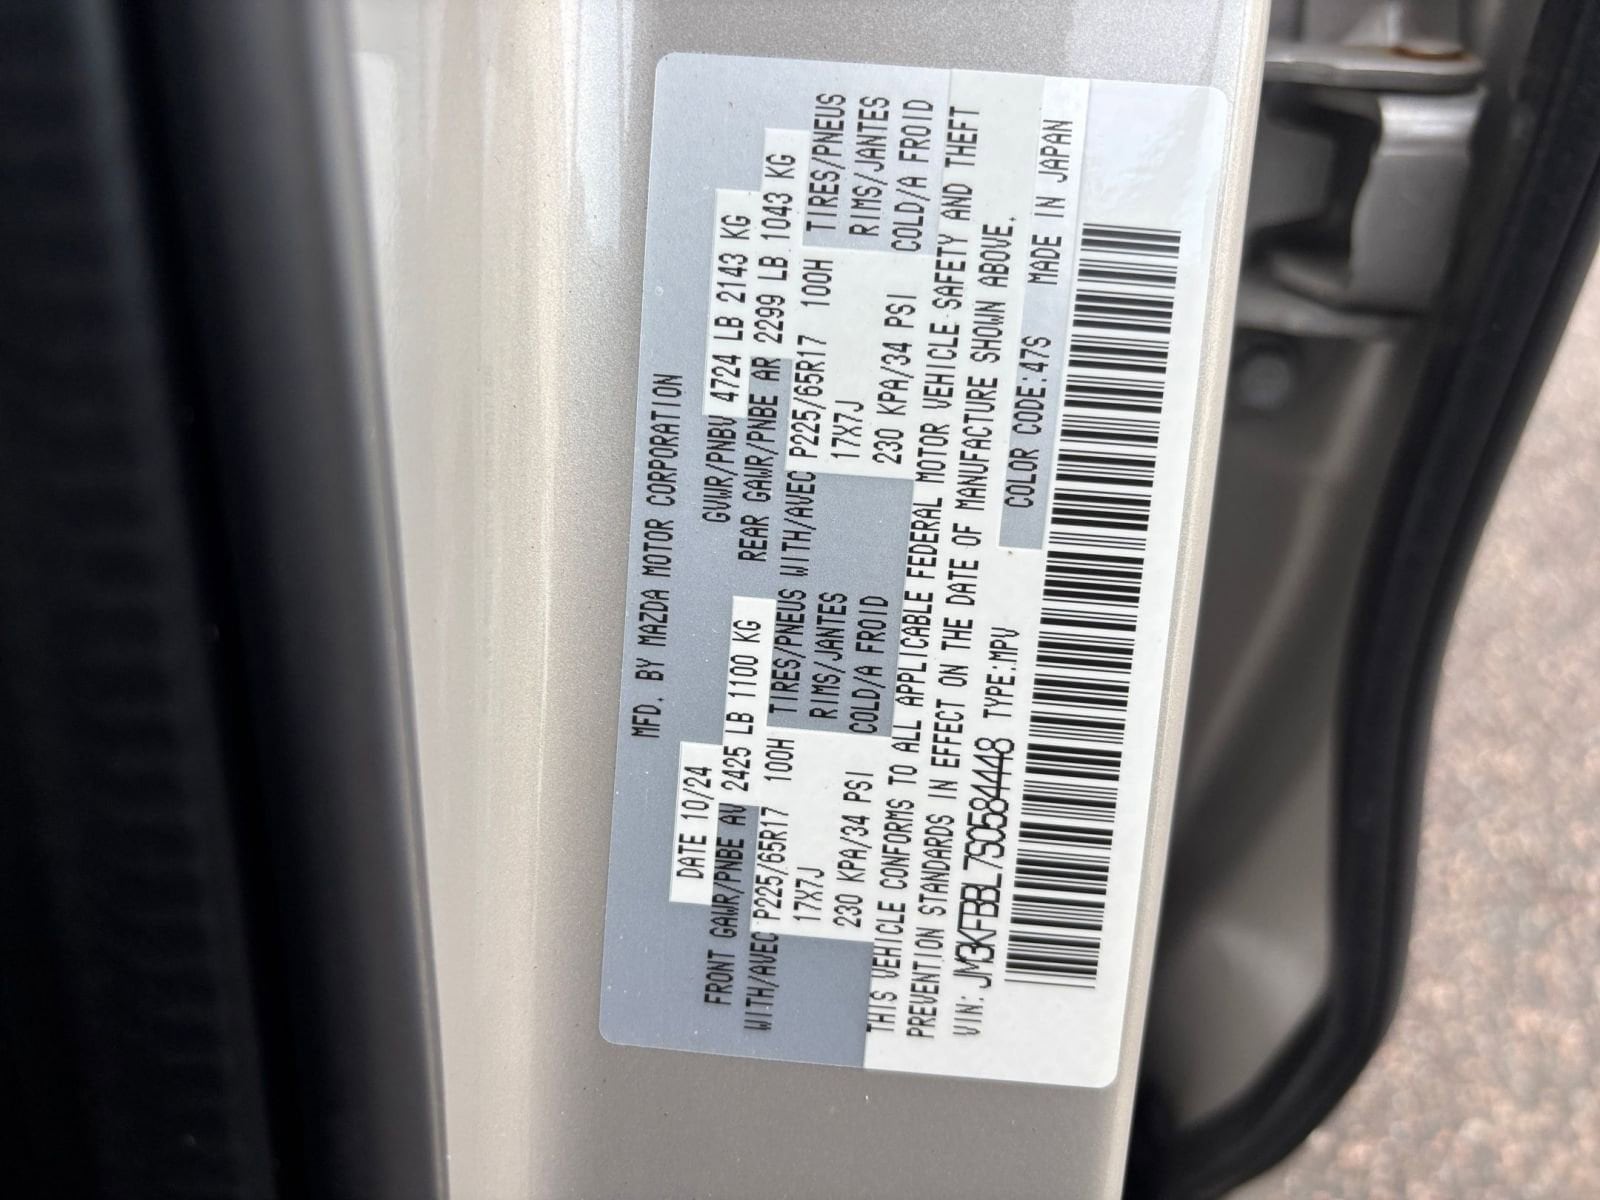 MFD. BY MAZDA MOTOR CORPORATION
DATE 10/24 GVWR/PNBV 4724 LB 2143 KG
FRONT GAWR/PNBE AV 2425 LB 1100 KG REAR GAWR/PNBE AR 2299 LB 1043 KG
WITH/AVEC P225/65R17 100H TIRES/PNEUS WITH/AVEC P225/65R17 100H TIRES/PNEUS
17X7J RIMS/JANTES 17X7J RIMS/JANTES
230 KPA/34 PSI COLD/A FROID 230 KPA/34 PSI COLD/A FROID
THIS VEHICLE CONFORMS TO ALL APPLICABLE FEDERAL MOTOR VEHICLE SAFETY AND THEFT
PREVENTION STANDARDS IN EFFECT ON THE DATE OF MANUFACTURE SHOWN ABOVE.
VIN: JM3KFBBL7S0584448 TYPE:MPV COLOR CODE:47S MADE IN JAPAN